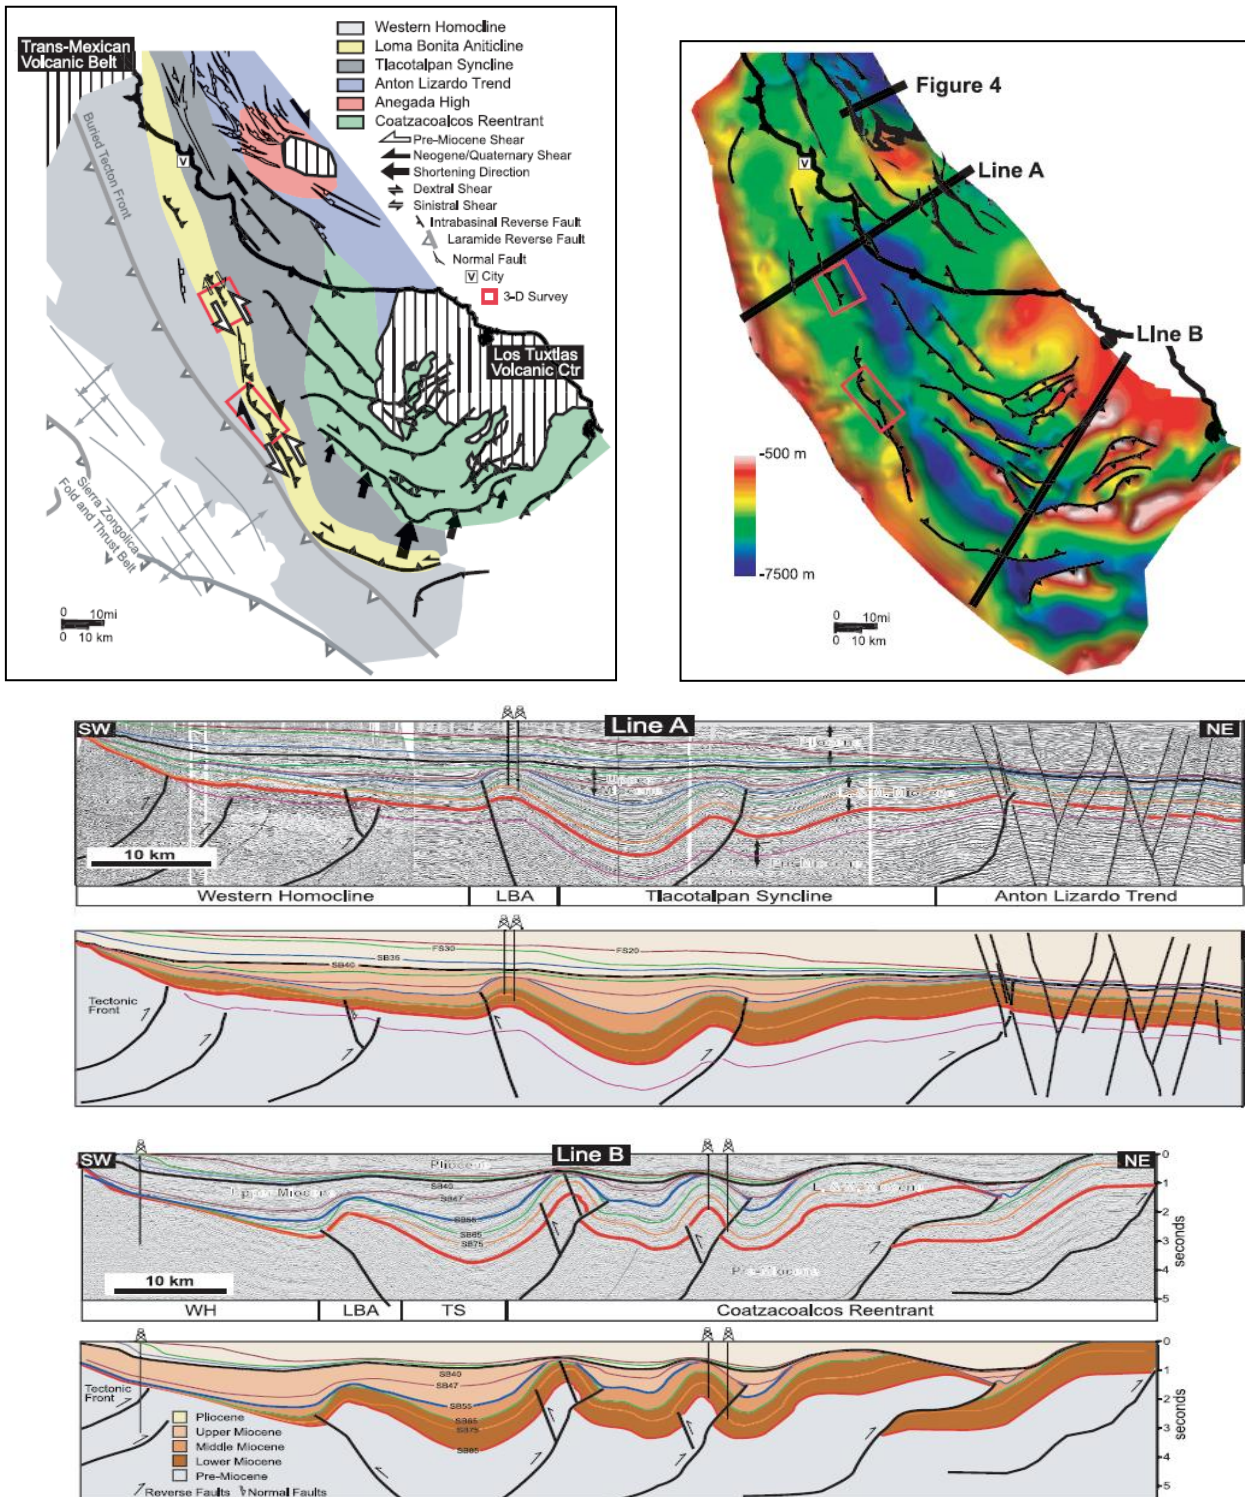 Trans-Mexican
Volcanic Belt
Buried Tecton Front
V
Western Homocline
Loma Bonita Aniticline
Tlacotalpan Syncline
Anton Lizardo Trend
Anegada High
Coatzacoalcos Reentrant
Pre-Miocene Shear
Neogene/Quaternary Shear
Shortening Direction
Dextral Shear
Sinistral Shear
Intrabasinal Reverse Fault
Laramide Reverse Fault
Normal Fault
V City
3-D Survey
Los Tuxtlas
Volcanic Ctr
Sierra Zongolica
Fold and Thrust Belt
0 10mi
0 10 km
Figure 4
Line A
V
LIne B
-500 m
-7500 m
0 10mi
0 10 km
SW
Line A
NE
10 km
Western Homocline
LBA
Tlacotalpan Syncline
Anton Lizardo Trend
FS30
FS20
SB35
SB40
Tectonic
Front
SW
Line B
NE
Pliocene
Upper Miocene
SB40
SB47
SB55
SB65
SB75
10 km
0
1
2
3
4
5
seconds
WH
LBA
TS
Coatzacoalcos Reentrant
Tectonic
Front
SB40
SB47
SB55
SB65
SB75
SB85
Pliocene
Upper Miocene
Middle Miocene
Lower Miocene
Pre-Miocene
Reverse Faults
Normal Faults
0
1
2
3
4
5
seconds